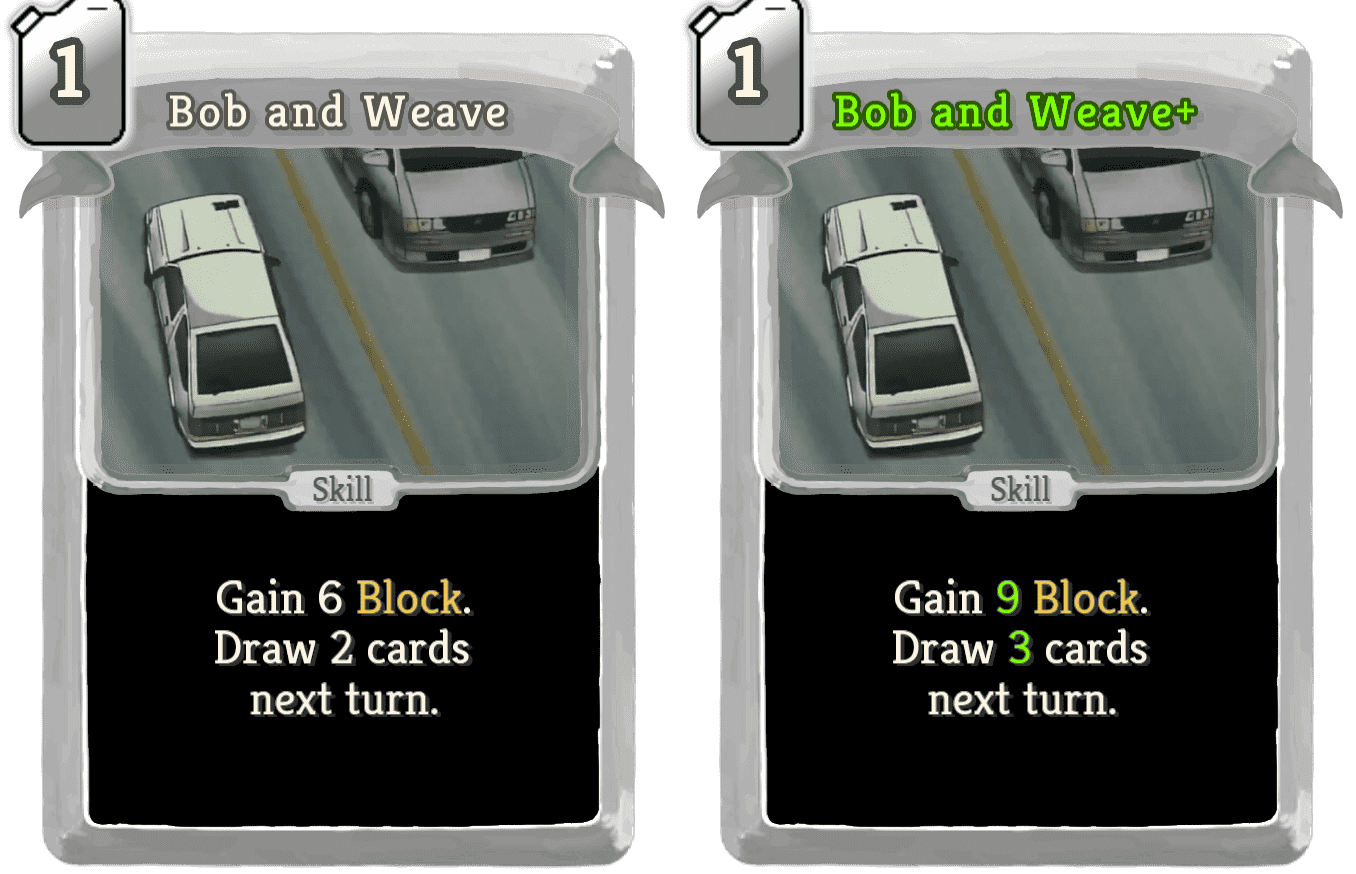 1
Bob and Weave
Skill
Gain 6 Block.
Draw 2 cards
next turn.
1
Bob and Weave+
Skill
Gain 9 Block.
Draw 3 cards
next turn.